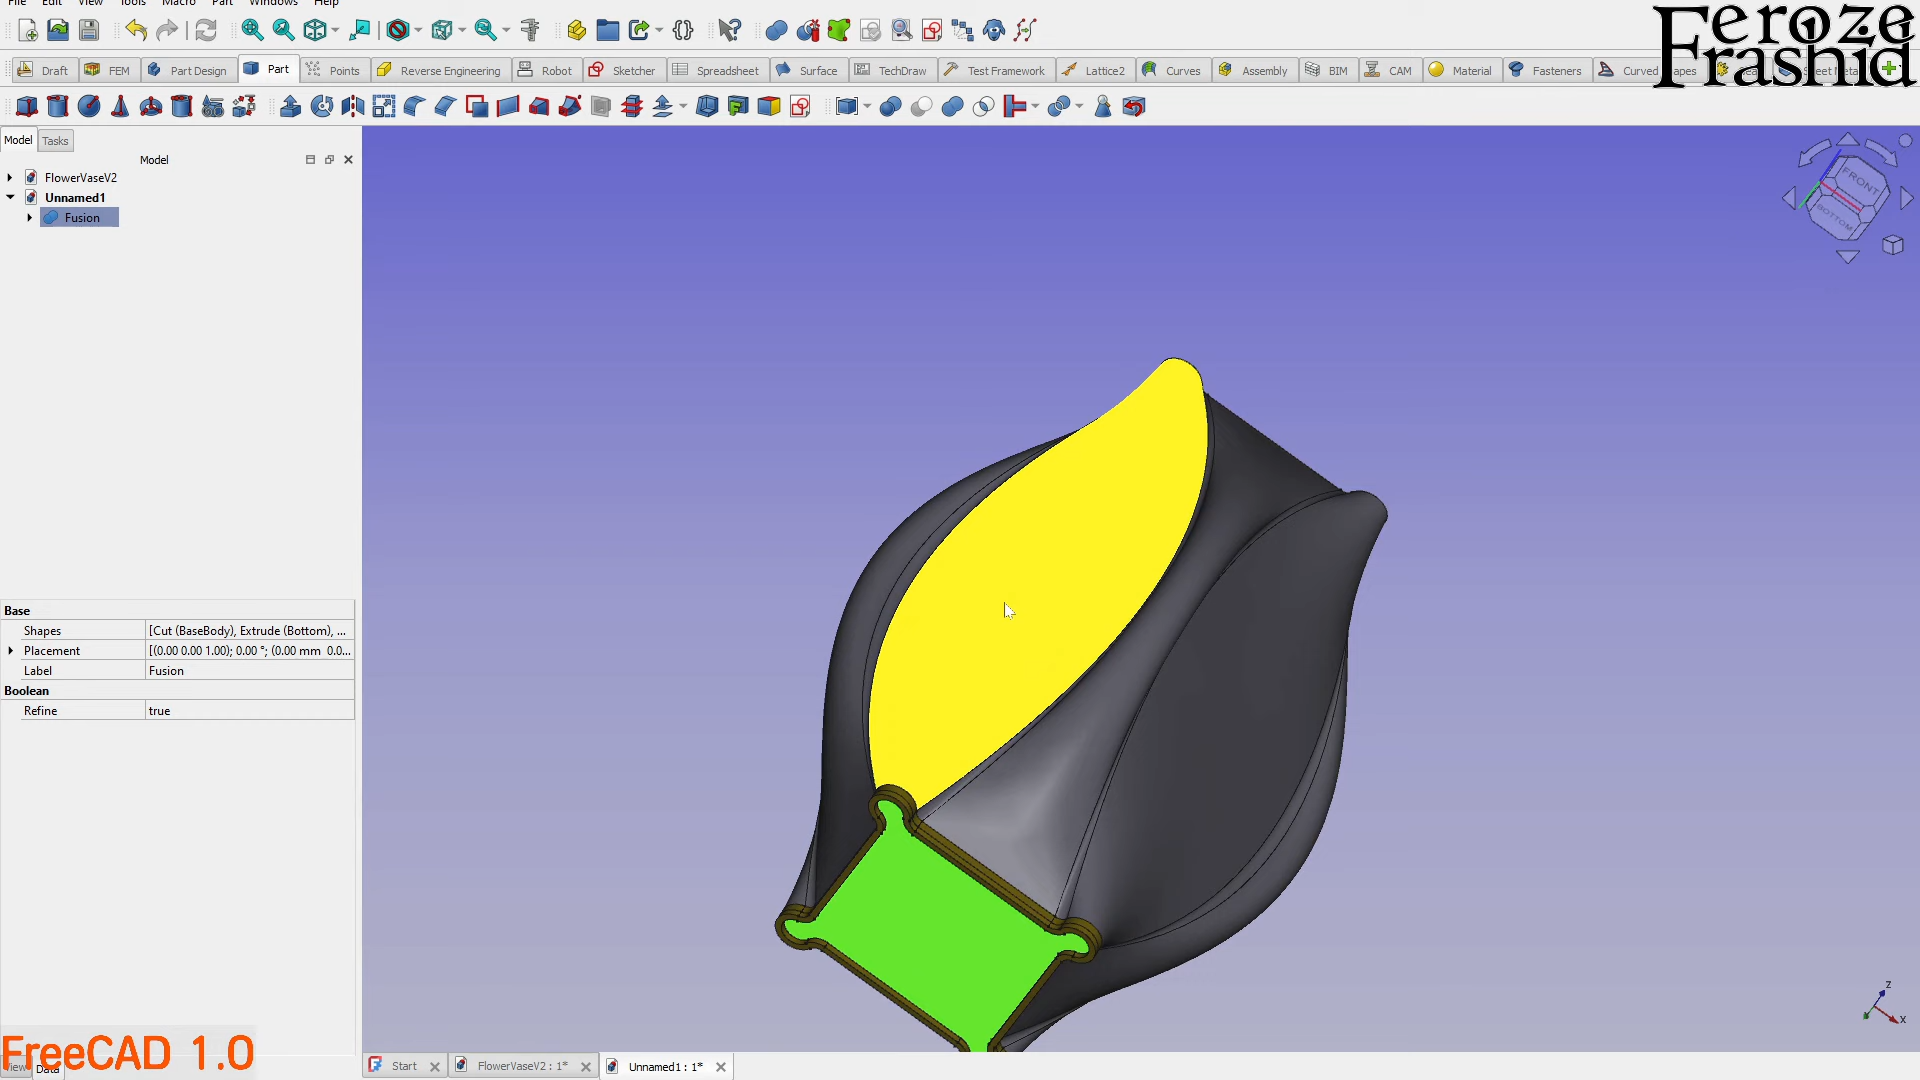 File Edit View Tools Macro Part Windows Help
Feroze
Frashid
Draft FEM Part Design Part Points Reverse Engineering Robot Sketcher Spreadsheet Surface TechDraw Test Framework Lattice2 Curves Assembly BIM CAM Material Fasteners Curved Shapes
Model Tasks
Model
FlowerVaseV2
Unnamed1
Fusion
FRONT
BOTTOM
Base
Shapes [Cut (BaseBody), Extrude (Bottom), ...
Placement [(0.00 0.00 1.00); 0.00 °; (0.00 mm 0.0...
Label Fusion
Boolean
Refine true
Z
X
FreeCAD 1.0
View Data
Start FlowerVaseV2 : 1* Unnamed1 : 1*